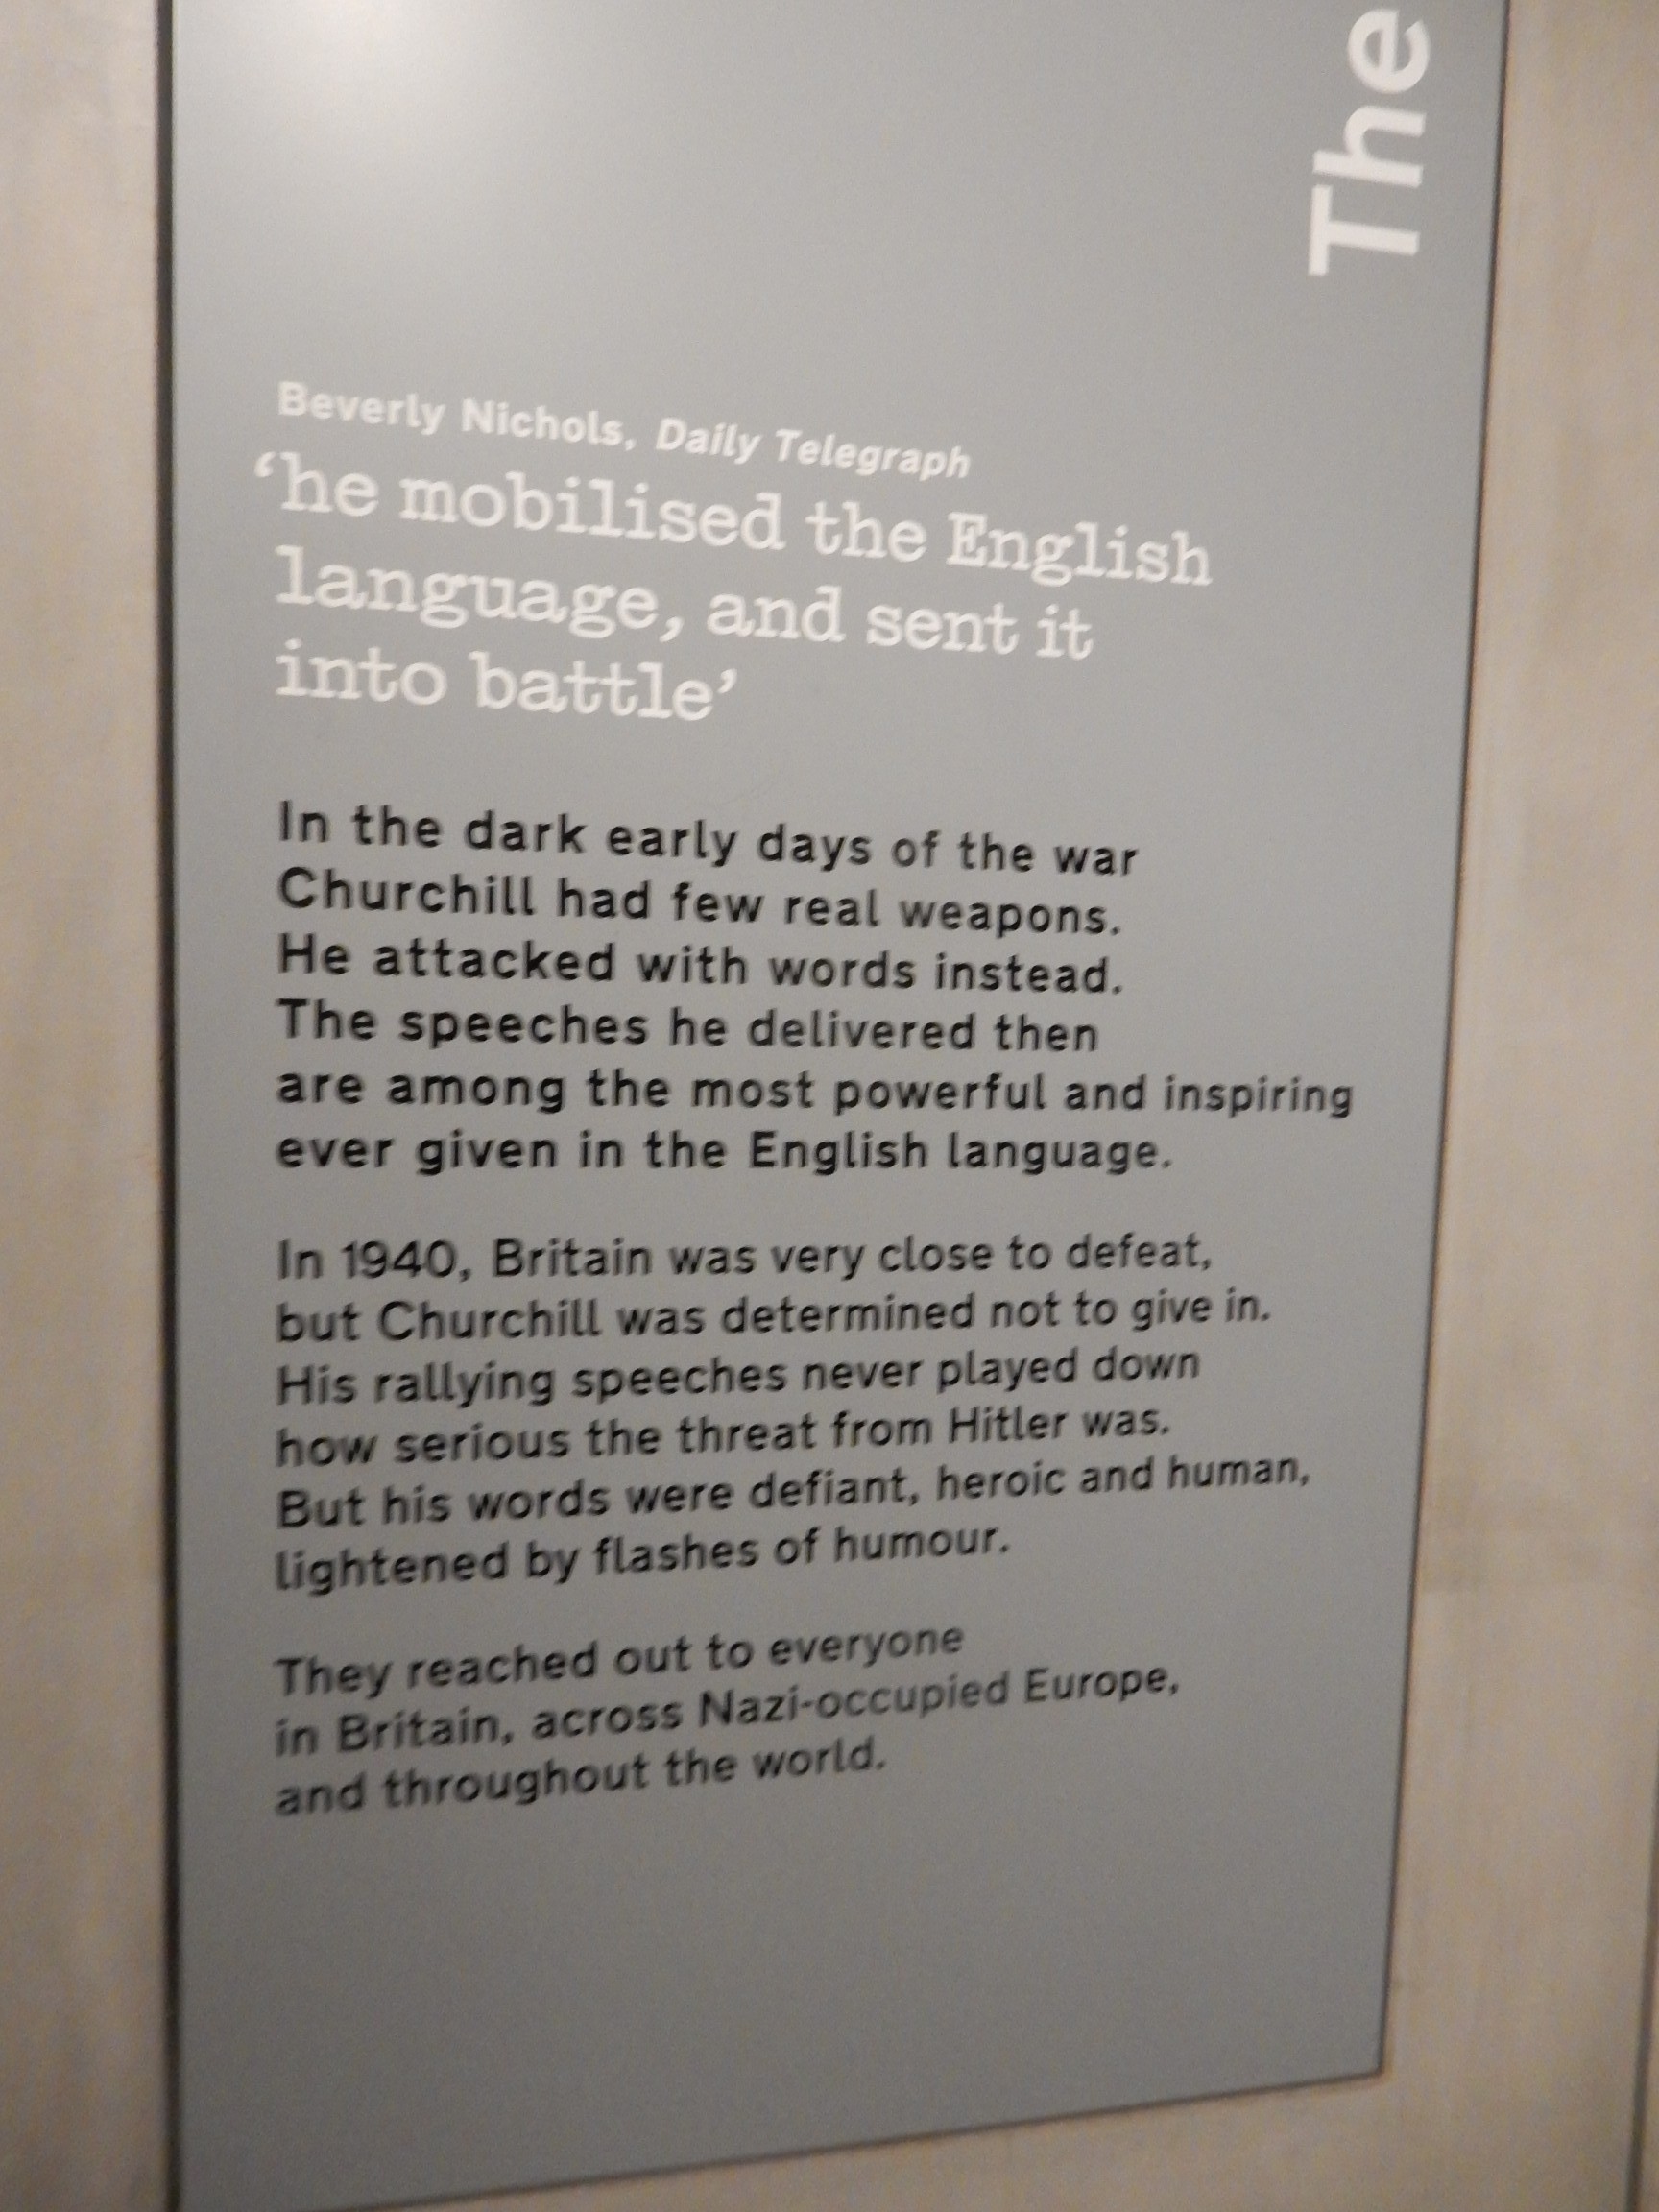 The
Beverly Nichols, Daily Telegraph
‘he mobilised the English
language, and sent it
into battle’
In the dark early days of the war
Churchill had few real weapons.
He attacked with words instead.
The speeches he delivered then
are among the most powerful and inspiring
ever given in the English language.
In 1940, Britain was very close to defeat,
but Churchill was determined not to give in.
His rallying speeches never played down
how serious the threat from Hitler was.
But his words were defiant, heroic and human,
lightened by flashes of humour.
They reached out to everyone
in Britain, across Nazi-occupied Europe,
and throughout the world.